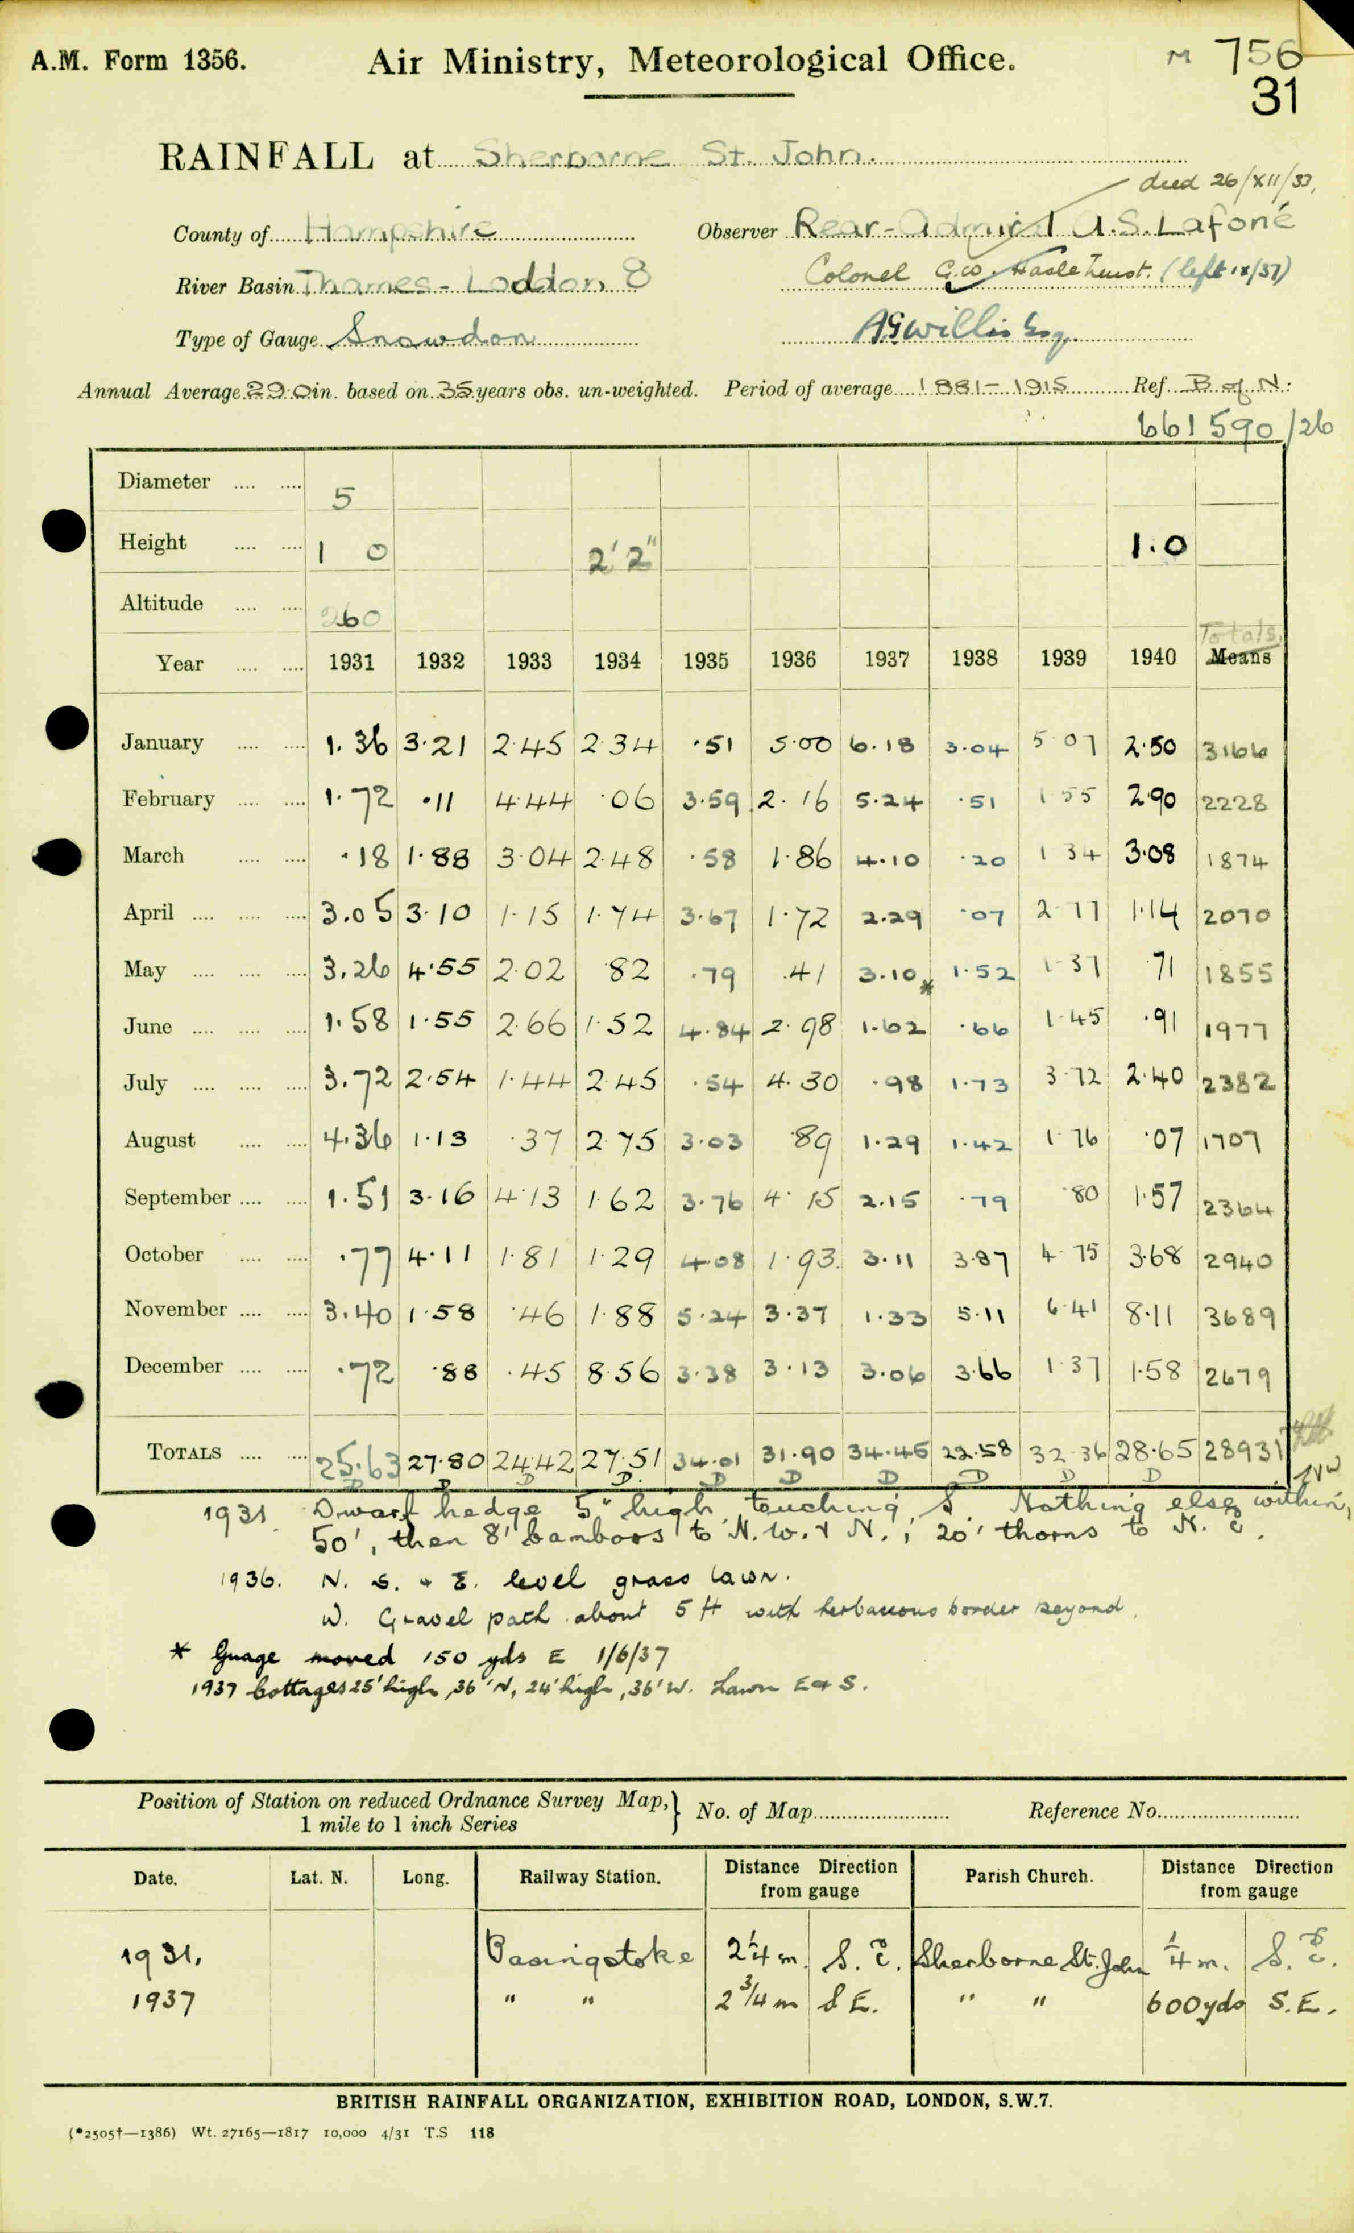 A.M. Form 1356. Air Ministry, Meteorological Office. M 756
31
RAINFALL at Sherborne St. John.
died 26/XII/33.
County of Hampshire Observer Rear-Admiral A.S. Lafoné
River Basin Thames - Loddon 8 Colonel G.W. Haslehurst. (left IX/37)
Type of Gauge Snowdon A G Willis Esq.
Annual Average 29.0 in. based on 35 years obs. un-weighted. Period of average 1881-1915 Ref. B of N.
661590/26
Diameter .... .... 5
Height .... .... 1 0 2' 2" 1.0
Altitude .... .... 260
Totals
Year .... .... 1931 1932 1933 1934 1935 1936 1937 1938 1939 1940 Means
January .... .... 1.36 3.21 2.45 2.34 .51 5.00 6.18 3.04 5.07 2.50 3166
February .... .... 1.72 .11 4.44 .06 3.59 2.16 5.24 .51 1.55 2.90 2228
March .... .... .18 1.88 3.04 2.48 .58 1.86 4.10 .20 1.34 3.08 1874
April .... .... .... 3.05 3.10 1.15 1.74 3.67 1.72 2.29 .07 2.77 1.14 2070
May .... .... .... 3.26 4.55 2.02 .82 .79 .41 3.10* 1.52 1.37 .71 1855
June .... .... .... 1.58 1.55 2.66 1.52 4.84 2.98 1.62 .66 1.45 .91 1977
July .... .... .... 3.72 2.54 1.44 2.45 .54 4.30 .98 1.73 3.72 2.40 2382
August .... .... 4.36 1.13 .37 2.75 3.03 .89 1.29 1.42 1.76 .07 1707
September .... .... 1.51 3.16 4.13 1.62 3.76 4.15 2.15 .79 .80 1.57 2364
October .... .... .77 4.11 1.81 1.29 4.08 1.93 3.11 3.87 4.75 3.68 2940
November .... .... 3.40 1.58 .46 1.88 5.24 3.37 1.33 5.11 6.41 8.11 3689
December .... .... .72 .88 .45 8.56 3.38 3.13 3.06 3.66 1.37 1.58 2679
TOTALS .... .... 25.63 27.80 24.42 27.51 34.01 31.90 34.45 22.58 32.36 28.65 28931
D D D D D D D D D D
1931 Dwarf hedge 5" high touching S. Nothing else within
50', then 8' bamboos to N.W. & N.; 20' thorns to N.E.
1936. N. S. & E. level grass lawn.
W. Gravel path about 5 ft with herbaceous border beyond.
* Guage moved 150 yds E 1/6/37
1937 Cottages 25' high, 36' N, 24' high, 36' W. Lawn E & S.
Position of Station on reduced Ordnance Survey Map,
1 mile to 1 inch Series } No. of Map Reference No.
Date. Lat. N. Long. Railway Station. Distance Direction from gauge Parish Church. Distance Direction from gauge
1931. Basingstoke 2¼ m. S.E. Sherborne St. John ¼ m. S.E.
1937 " " 2 3/4 m S E. " " 600 yds S.E.
BRITISH RAINFALL ORGANIZATION, EXHIBITION ROAD, LONDON, S.W.7.
(*2505†—1386) Wt. 27165—1817 10,000 4/31 T.S 118